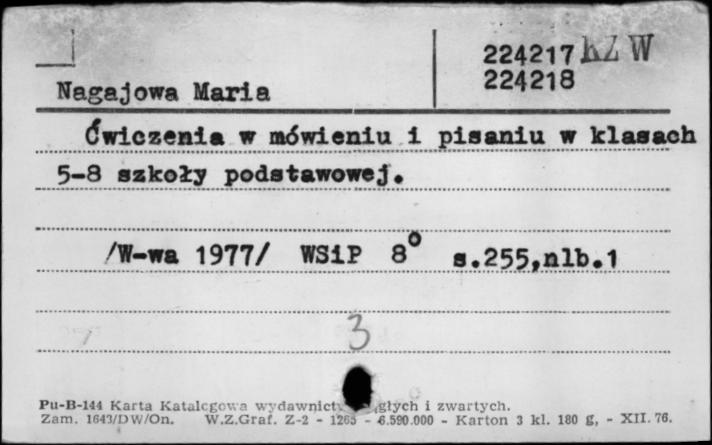 224217 KZ W
224218
Nagajowa Maria
Ćwiczenia w mówieniu i pisaniu w klasach
5-8 szkoły podstawowej.
/W-wa 1977/ WSiP 8° s.255,nlb.1
3
Pu-B-144 Karta Katalogowa wydawnictw ciągłych i zwartych.
Zam. 1643/DW/On. W.Z.Graf. Z-2 - 1265 - 6.590.000 - Karton 3 kl. 180 g, - XII. 76.